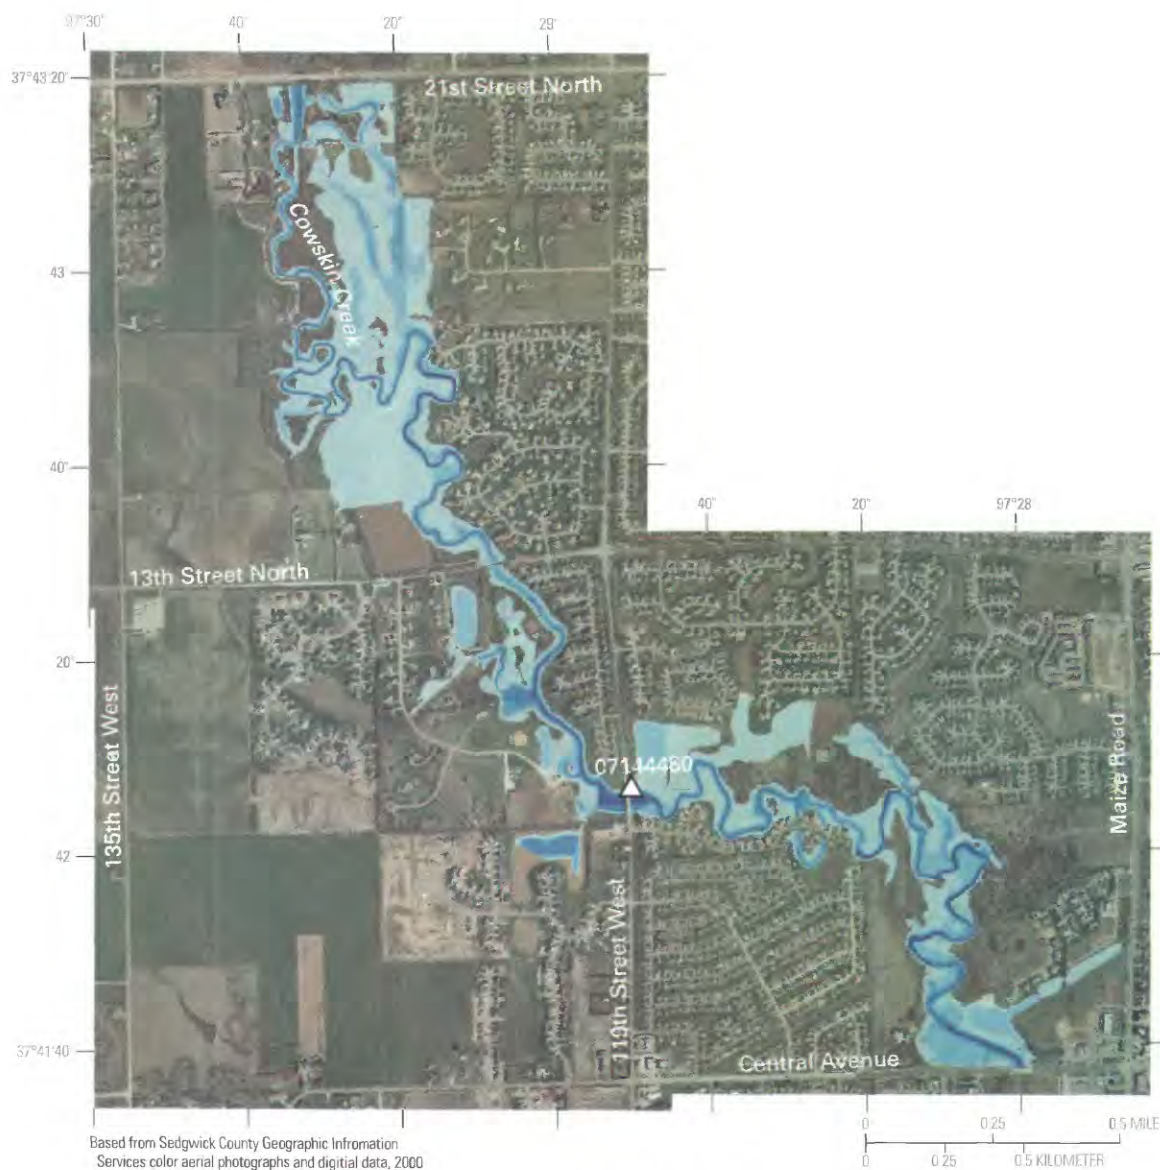 97°30' 40" 20" 29'
37°43'20"
21st Street North
Cowskin Creek
43
40"
40" 20" 97°28'
13th Street North
20"
135th Street West
07144480
Maize Road
42
119th Street West
37°41'40"
Central Avenue
Based from Sedgwick County Geographic Infromation
Services color aerial photographs and digitial data, 2000
0 0.25 0.5 MILE
0 0.25 0.5 KILOMETER